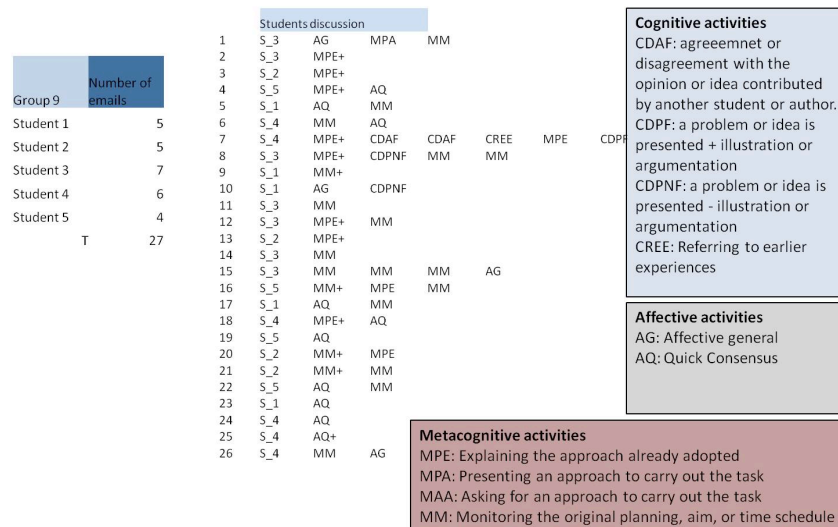 Students discussion
1 S_3 AG MPA MM
2 S_3 MPE+
3 S_2 MPE+
4 S_5 MPE+ AQ
5 S_1 AQ MM
6 S_4 MM AQ
7 S_4 MPE+ CDAF CDAF CREE MPE CDPF
8 S_3 MPE+ CDPNF MM MM
9 S_1 MM+
10 S_1 AG CDPNF
11 S_3 MM
12 S_3 MPE+ MM
13 S_2 MPE+
14 S_3 MM
15 S_3 MM MM MM AG
16 S_5 MM+ MPE MM
17 S_1 AQ MM
18 S_4 MPE+ AQ
19 S_5 AQ
20 S_2 MM+ MPE
21 S_2 MM+ MM
22 S_5 AQ MM
23 S_1 AQ
24 S_4 AQ
25 S_4 AQ+
26 S_4 MM AG
Number of
Group 9 emails
Student 1 5
Student 2 5
Student 3 7
Student 4 6
Student 5 4
T 27
Cognitive activities
CDAF: agreeemnet or
disagreement with the
opinion or idea contributed
by another student or author.
CDPF: a problem or idea is
presented + illustration or
argumentation
CDPNF: a problem or idea is
presented - illustration or
argumentation
CREE: Referring to earlier
experiences
Affective activities
AG: Affective general
AQ: Quick Consensus
Metacognitive activities
MPE: Explaining the approach already adopted
MPA: Presenting an approach to carry out the task
MAA: Asking for an approach to carry out the task
MM: Monitoring the original planning, aim, or time schedule